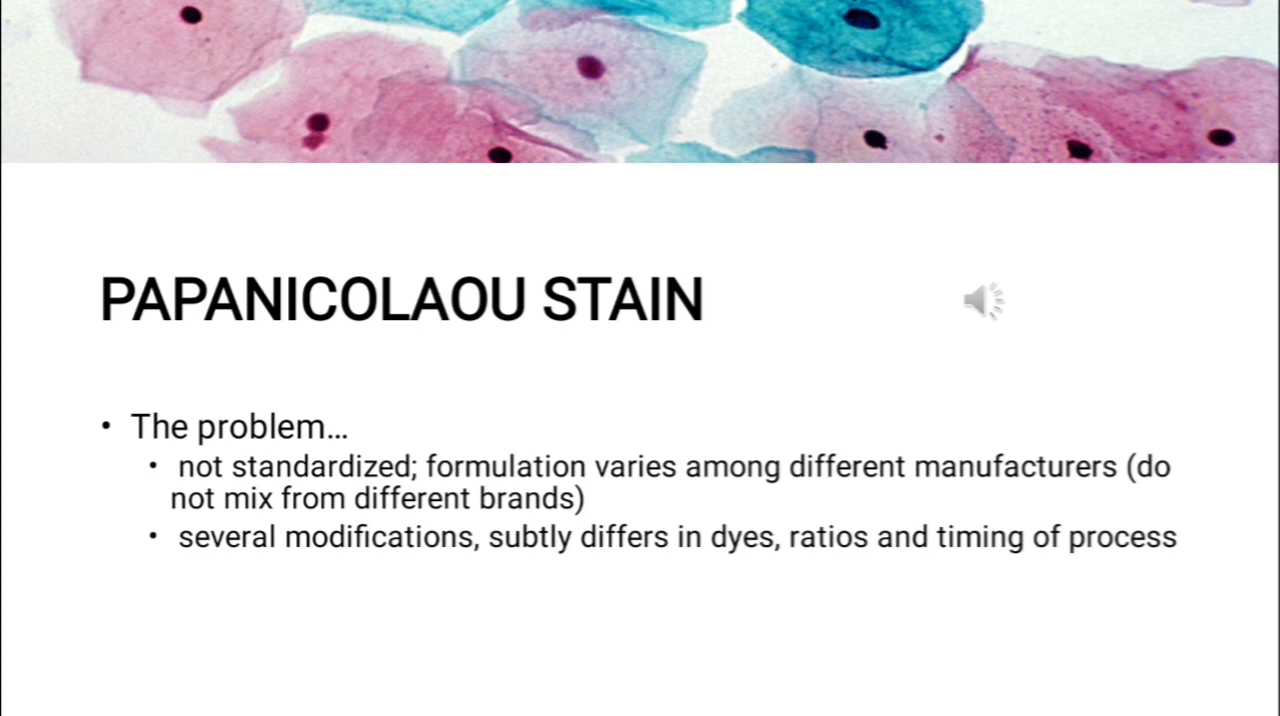 PAPANICOLAOU STAIN
• The problem...
• not standardized; formulation varies among different manufacturers (do
not mix from different brands)
• several modifications, subtly differs in dyes, ratios and timing of process